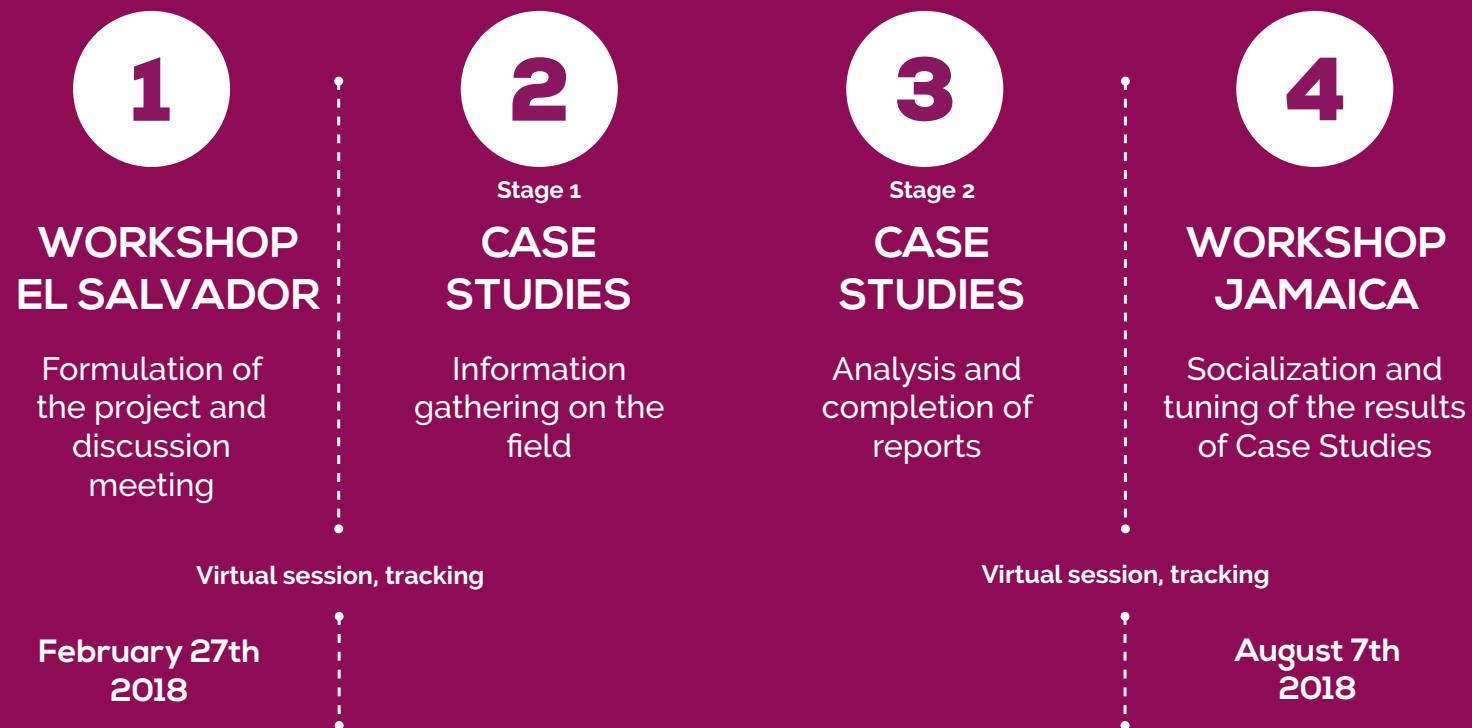 1
WORKSHOP
EL SALVADOR
Formulation of
the project and
discussion
meeting
2
Stage 1
CASE
STUDIES
Information
gathering on the
field
3
Stage 2
CASE
STUDIES
Analysis and
completion of
reports
4
WORKSHOP
JAMAICA
Socialization and
tuning of the results
of Case Studies
Virtual session, tracking
Virtual session, tracking
February 27th
2018
August 7th
2018